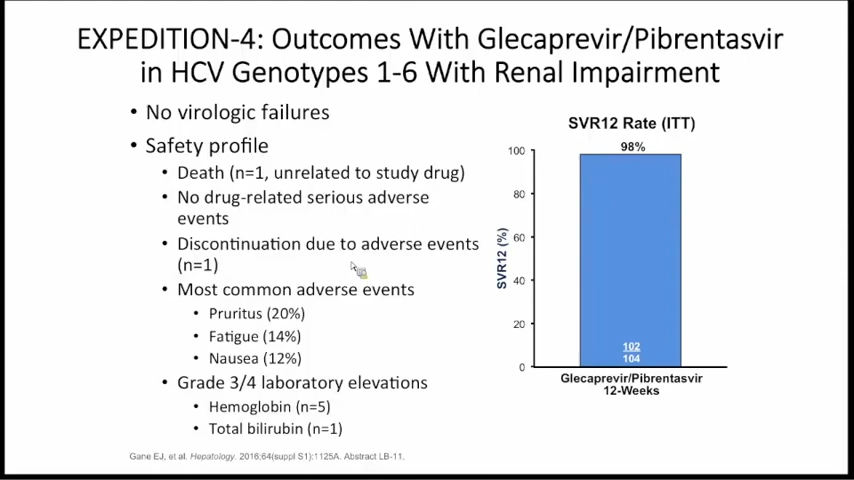 EXPEDITION-4: Outcomes With Glecaprevir/Pibrentasvir
in HCV Genotypes 1-6 With Renal Impairment
• No virologic failures
• Safety profile
• Death (n=1, unrelated to study drug)
• No drug-related serious adverse
events
• Discontinuation due to adverse events
(n=1)
• Most common adverse events
• Pruritus (20%)
• Fatigue (14%)
• Nausea (12%)
• Grade 3/4 laboratory elevations
• Hemoglobin (n=5)
• Total bilirubin (n=1)
SVR12 Rate (ITT)
98%
100
80
60
40
20
0
SVR12 (%)
102
104
Glecaprevir/Pibrentasvir
12-Weeks
Gane EJ, et al. Hepatology. 2016;64(suppl S1):1125A. Abstract LB-11.